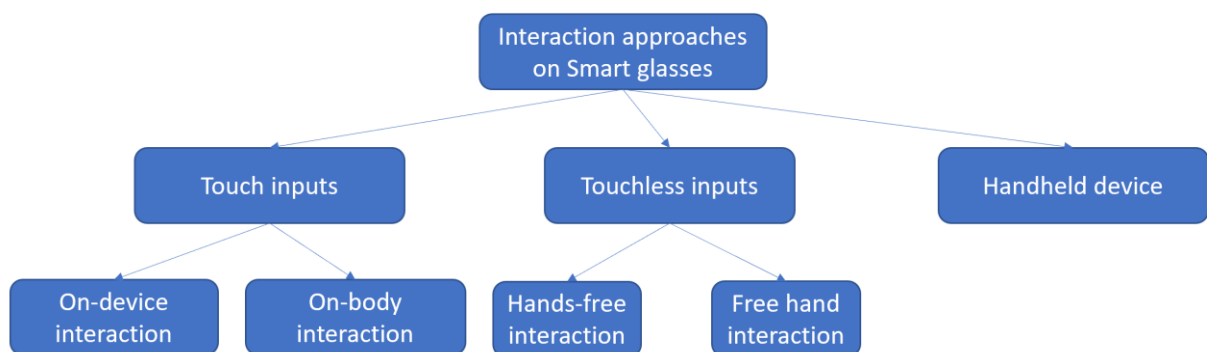 Interaction approaches
on Smart glasses
Touch inputs
Touchless inputs
Handheld device
On-device
interaction
On-body
interaction
Hands-free
interaction
Free hand
interaction